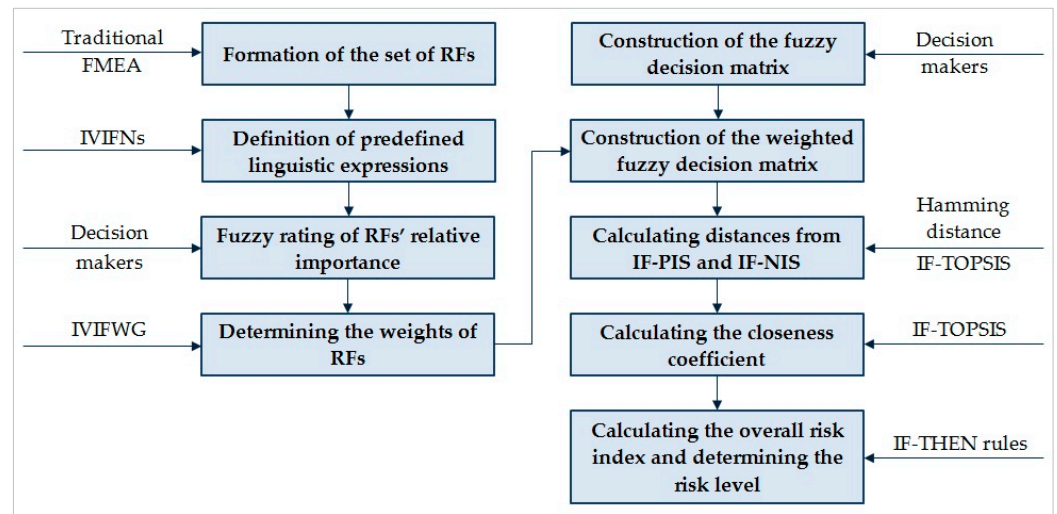 Traditional
FMEA
Formation of the set of RFs
IVIFNs
Definition of predefined
linguistic expressions
Decision
makers
Fuzzy rating of RFs’ relative
importance
IVIFWG
Determining the weights of
RFs
Construction of the fuzzy
decision matrix
Decision
makers
Construction of the weighted
fuzzy decision matrix
Calculating distances from
IF-PIS and IF-NIS
Hamming
distance
IF-TOPSIS
Calculating the closeness
coefficient
IF-TOPSIS
Calculating the overall risk
index and determining the
risk level
IF-THEN rules